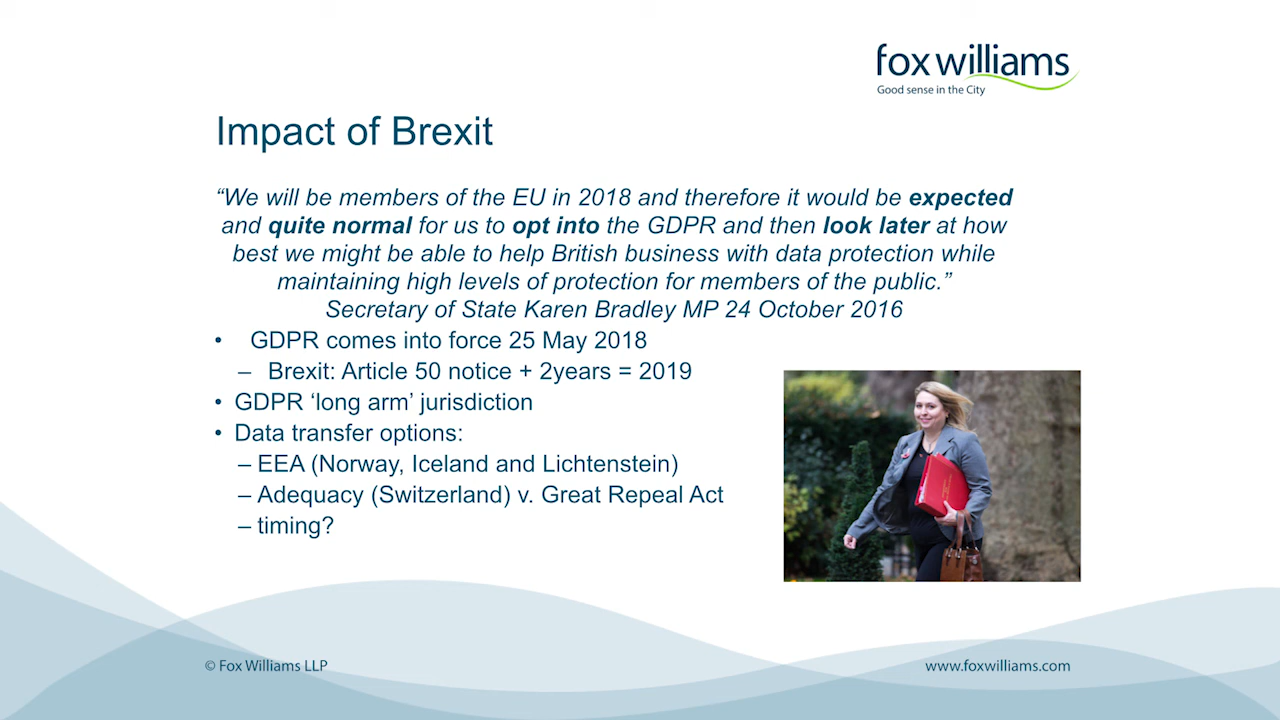 fox williams
Good sense in the City
Impact of Brexit
“We will be members of the EU in 2018 and therefore it would be expected
and quite normal for us to opt into the GDPR and then look later at how
best we might be able to help British business with data protection while
maintaining high levels of protection for members of the public.”
Secretary of State Karen Bradley MP 24 October 2016
• GDPR comes into force 25 May 2018
– Brexit: Article 50 notice + 2years = 2019
• GDPR ‘long arm’ jurisdiction
• Data transfer options:
– EEA (Norway, Iceland and Lichtenstein)
– Adequacy (Switzerland) v. Great Repeal Act
– timing?
© Fox Williams LLP
www.foxwilliams.com